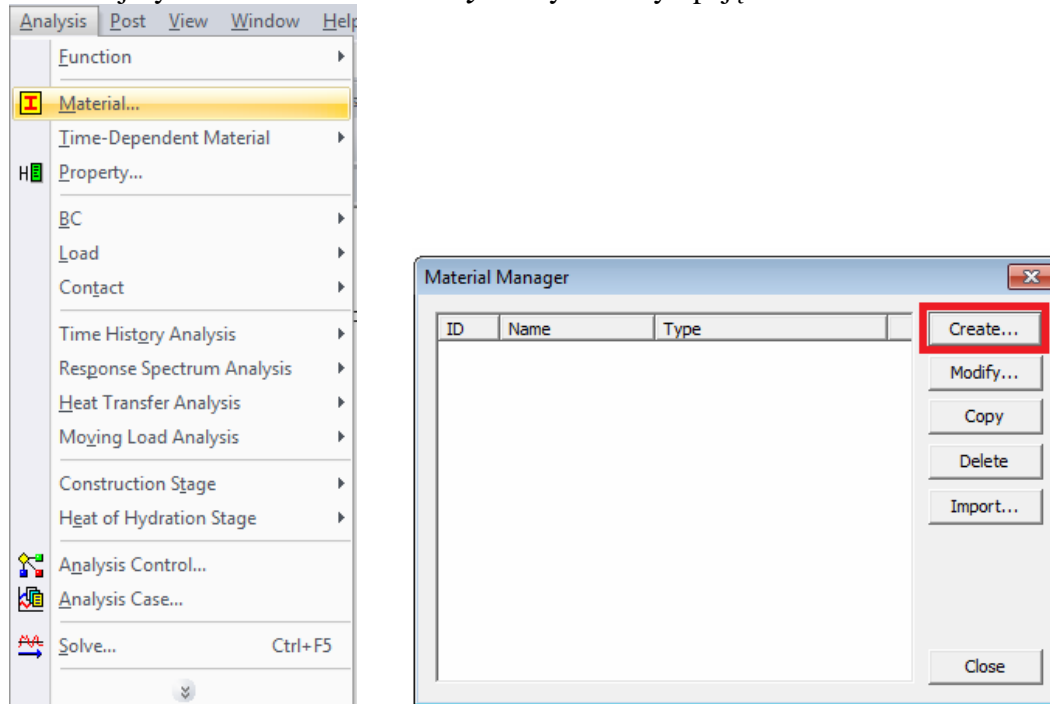 Analysis Post View Window Help
Function
Material...
Time-Dependent Material
Property...
BC
Load
Contact
Time History Analysis
Response Spectrum Analysis
Heat Transfer Analysis
Moving Load Analysis
Construction Stage
Heat of Hydration Stage
Analysis Control...
Analysis Case...
Solve... Ctrl+F5
Material Manager
ID Name Type
Create...
Modify...
Copy
Delete
Import...
Close